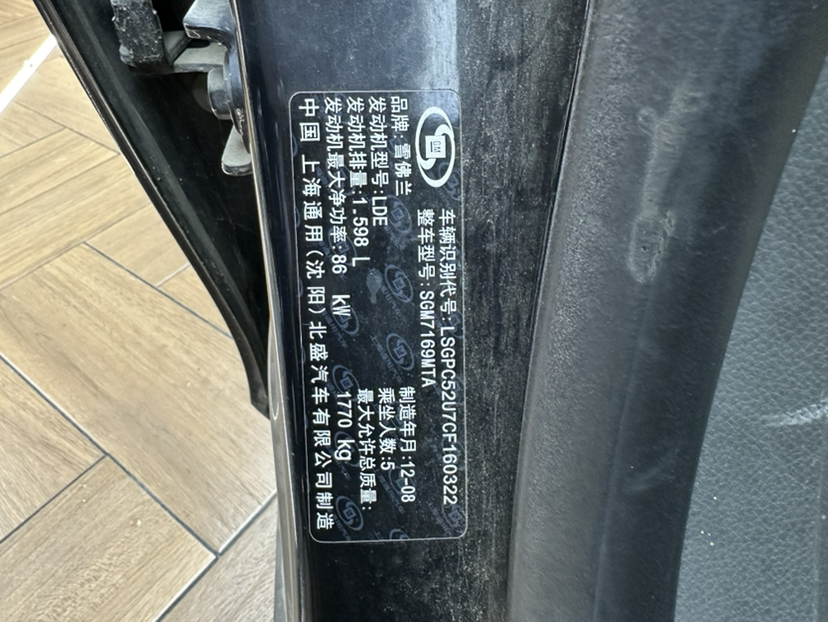 GM
车辆识别代号:LSGPC52U7CF160322
整车型号:SGM7169MTA
品牌:雪佛兰 制造年月:12-08
发动机型号:LDE 乘坐人数:5
发动机排量:1.598 L 最大允许总质量:
发动机最大净功率:86 kW 1770 kg
中国 上海通用(沈阳)北盛汽车有限公司制造